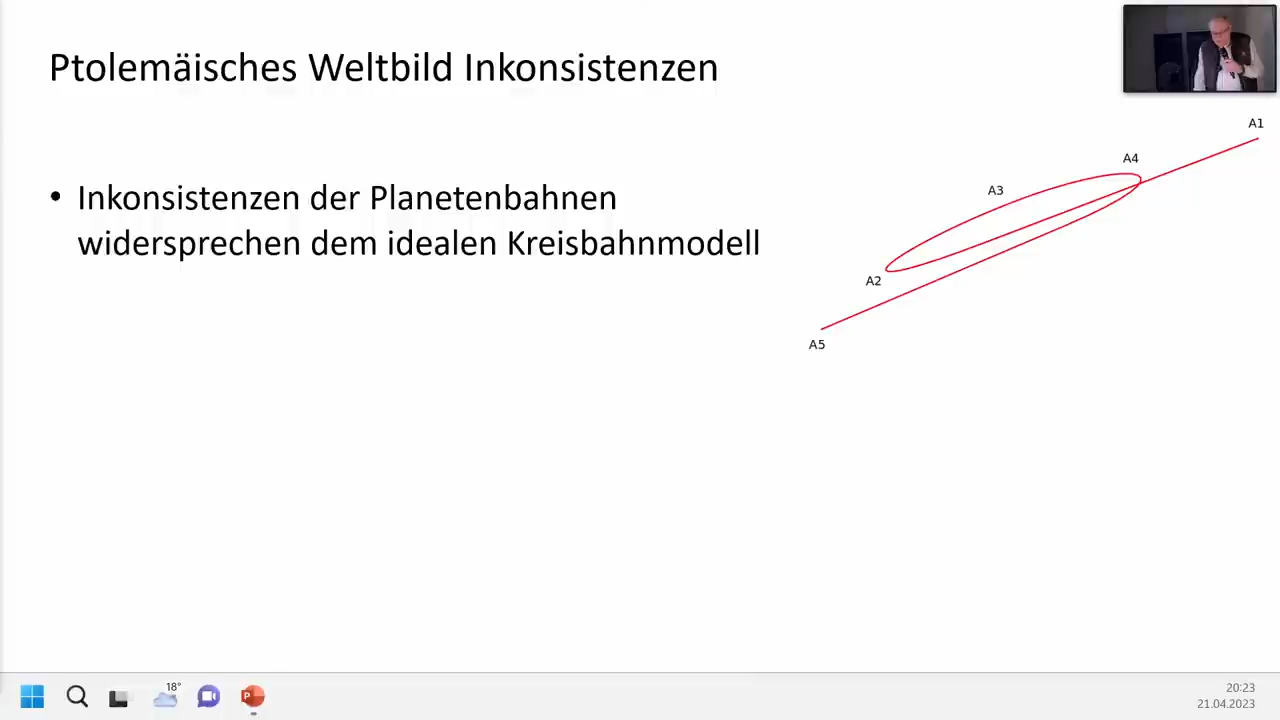 Ptolemäisches Weltbild Inkonsistenzen
• Inkonsistenzen der Planetenbahnen
widersprechen dem idealen Kreisbahnmodell
A1
A4
A3
A2
A5
18°
P
20:23
21.04.2023